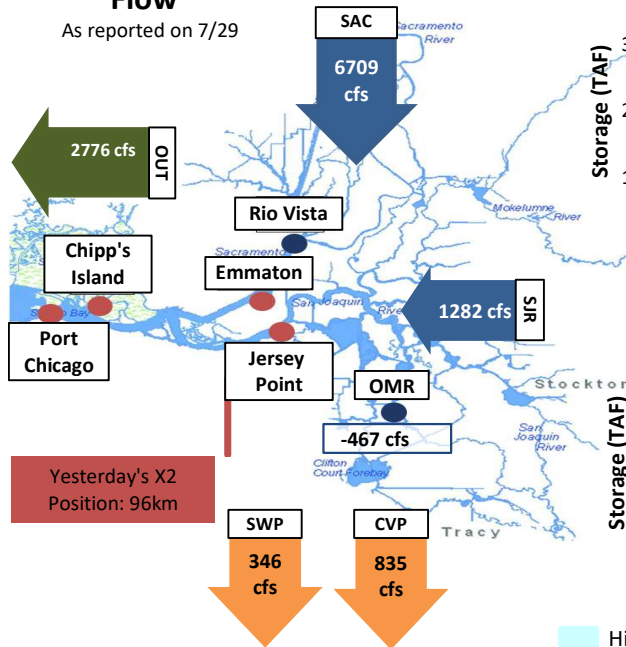 Flow
As reported on 7/29
SAC
Sacramento
River
6709
cfs
2776 cfs
OUT
Rio Vista
Mokelumne
River
Chipp's
Island
Sacramento
Emmaton
San Joaquin
River
1282 cfs
SJR
Port
Chicago
Jersey
Point
OMR
-467 cfs
Stockton
San
Joaquin
River
Clifton
Court Forebay
Tracy
Yesterday's X2
Position: 96km
SWP
346
cfs
CVP
835
cfs
Storage (TAF)
3
2
1
Storage (TAF)
Hi